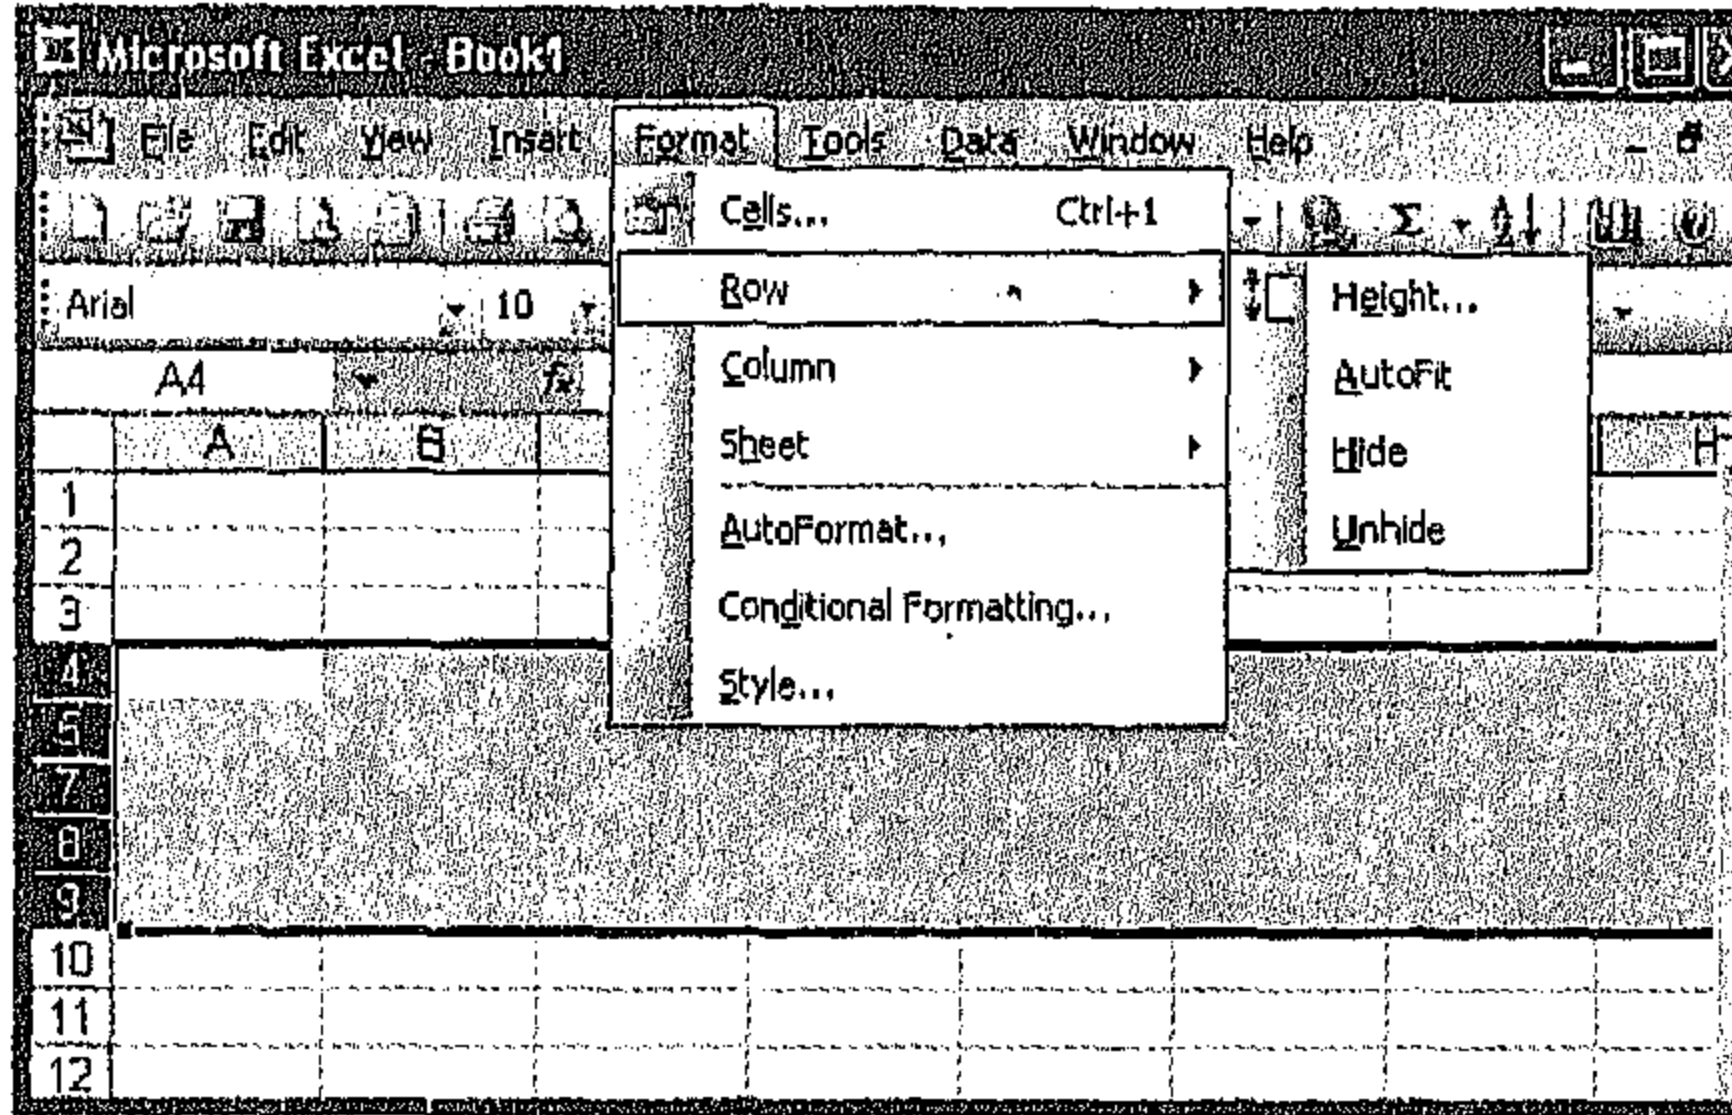 Microsoft Excel - Book1
File Edit View Insert Format Tools Data Window Help
Cells... Ctrl+1
Arial 10 Row Height...
A4 fx Column AutoFit
A B Sheet Hide H
1
AutoFormat... Unhide
2
3 Conditional Formatting...
4 Style...
5
7
8
9
10
11
12